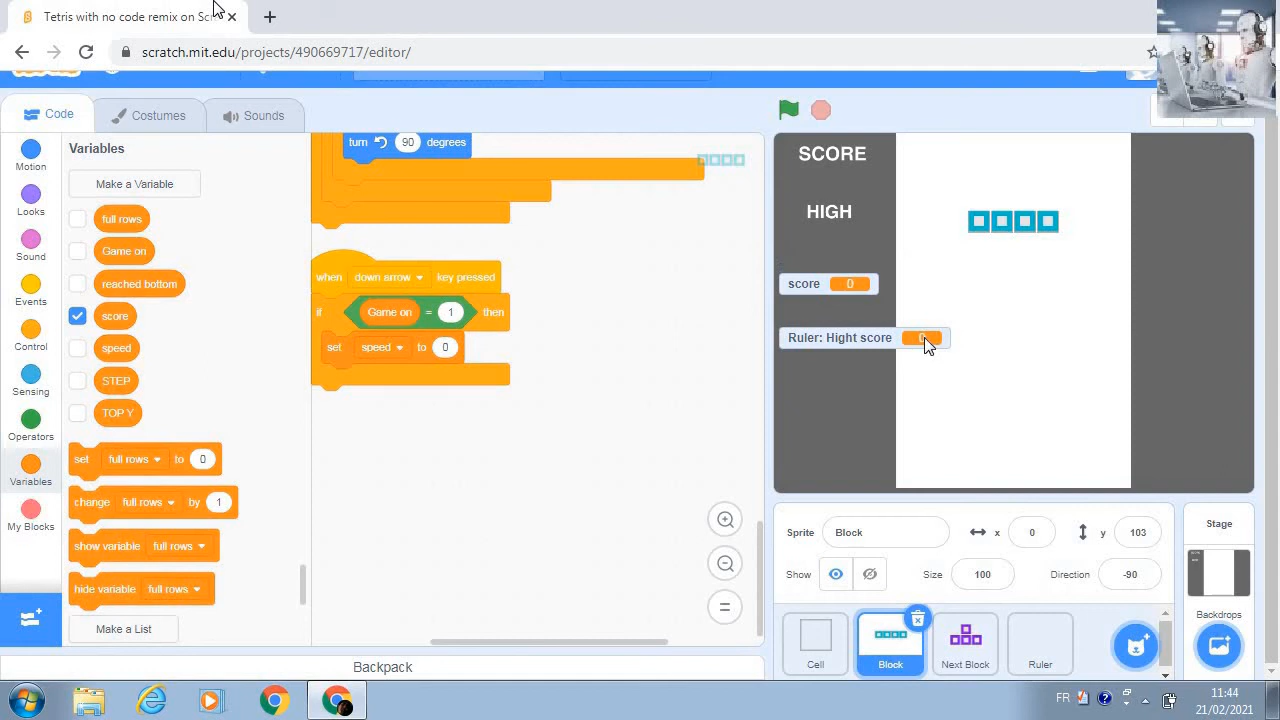 Tetris with no code remix on Sc
scratch.mit.edu/projects/490669717/editor/
Code
Costumes
Sounds
Motion
Looks
Sound
Events
Control
Sensing
Operators
Variables
My Blocks
Variables
Make a Variable
full rows
Game on
reached bottom
score
speed
STEP
TOP Y
set full rows to 0
change full rows by 1
show variable full rows
hide variable full rows
Make a List
turn 90 degrees
when down arrow key pressed
if Game on = 1 then
set speed to 0
Backpack
SCORE
HIGH
score 0
Ruler: Hight score 0
Sprite Block x 0 y 103
Show Size 100 Direction -90
Cell
Block
Next Block
Ruler
Stage
Backdrops
FR
11:44
21/02/2021